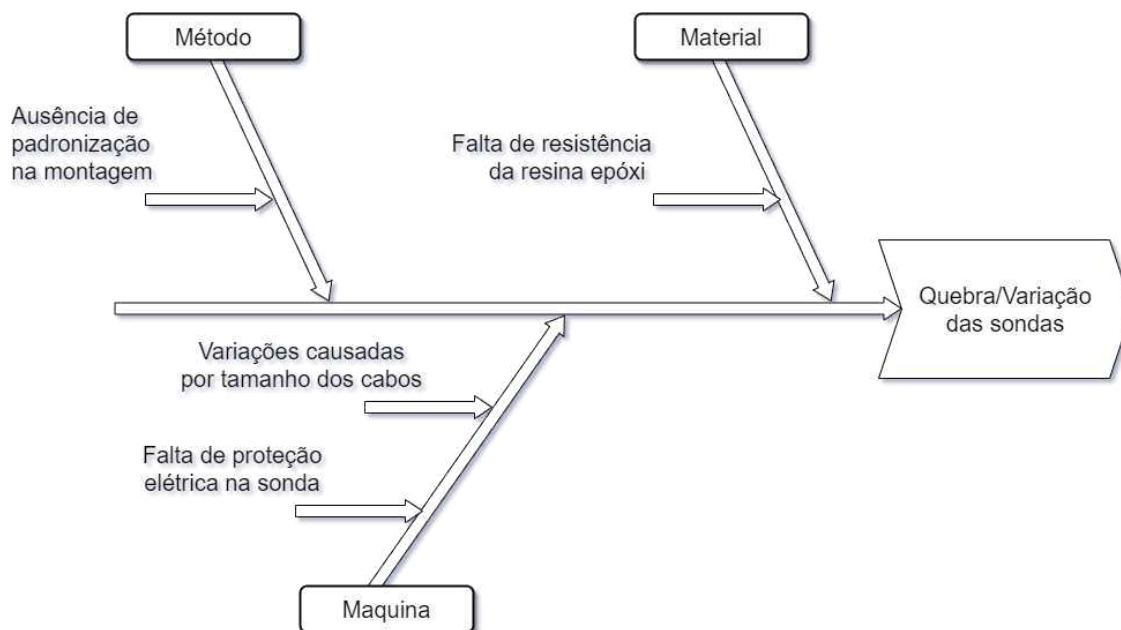 Método
Material
Ausência de
padronização
na montagem
Falta de resistência
da resina epóxi
Quebra/Variação
das sondas
Variações causadas
por tamanho dos cabos
Falta de proteção
elétrica na sonda
Maquina